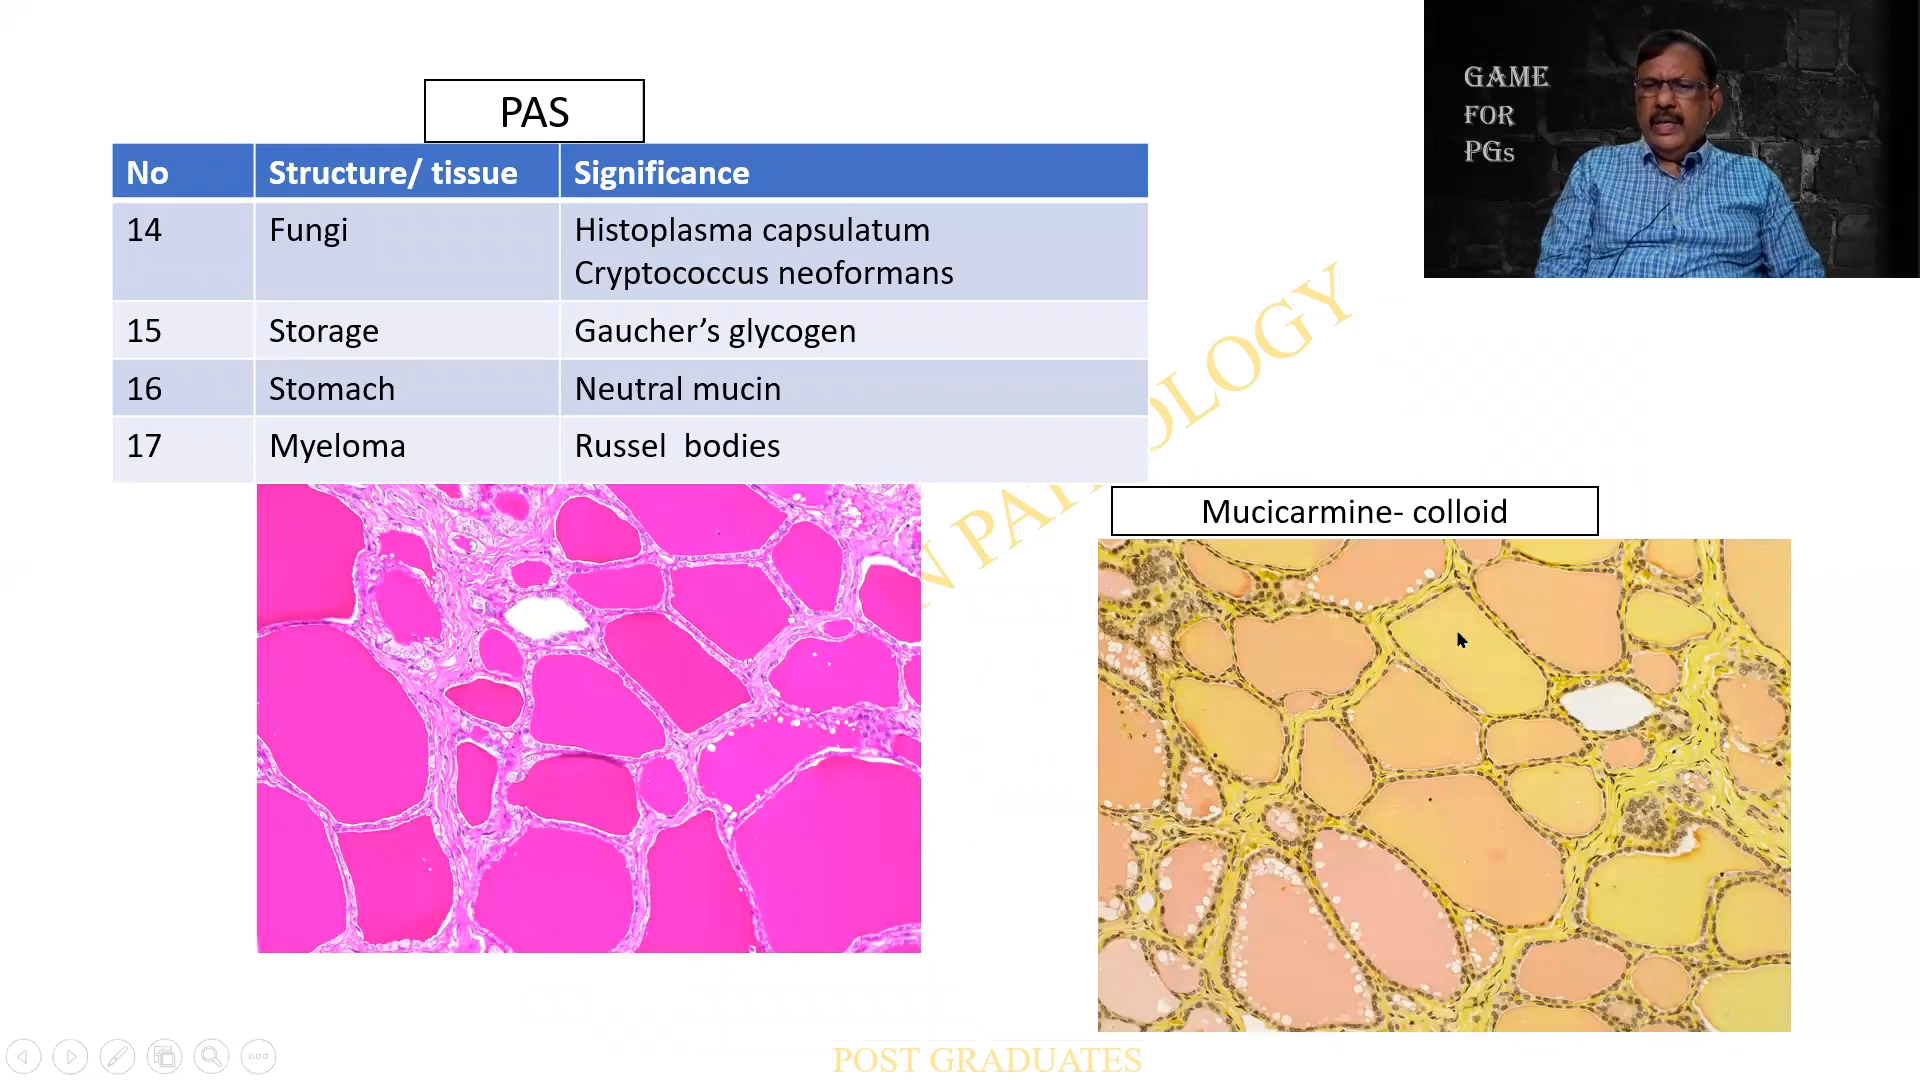 PAS
No Structure/ tissue Significance
14 Fungi Histoplasma capsulatum
Cryptococcus neoformans
15 Storage Gaucher’s glycogen
16 Stomach Neutral mucin
17 Myeloma Russel bodies
Mucicarmine- colloid
GAME
FOR
PGs
POST GRADUATES